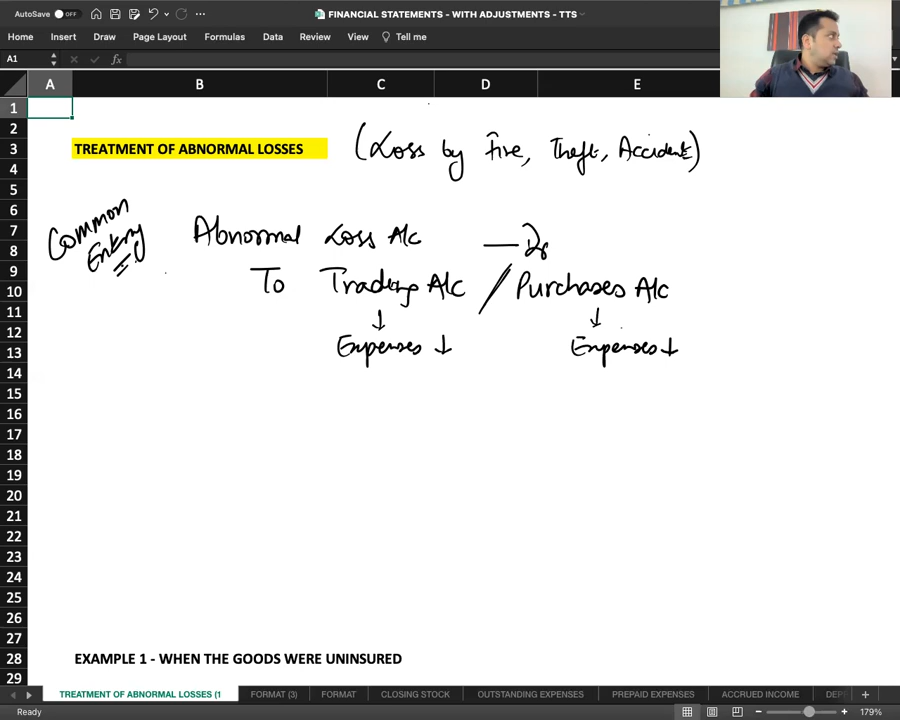 AutoSave OFF FINANCIAL STATEMENTS - WITH ADJUSTMENTS - TTS
Home Insert Draw Page Layout Formulas Data Review View Tell me
A1 fx
A B C D E
1
2
3 TREATMENT OF ABNORMAL LOSSES (Loss by Fire, Theft, Accident)
4
5
6
7 Common Entry Abnormal Loss A/c — Dr
8
9 To Trading A/c / Purchases A/c
10
11
12
13 Expenses ↓ Expenses ↓
14
15
16
17
18
19
20
21
22
23
24
25
26
27
28 EXAMPLE 1 - WHEN THE GOODS WERE UNINSURED
29
TREATMENT OF ABNORMAL LOSSES (1 FORMAT (3) FORMAT CLOSING STOCK OUTSTANDING EXPENSES PREPAID EXPENSES ACCRUED INCOME DEPR +
Ready 179%